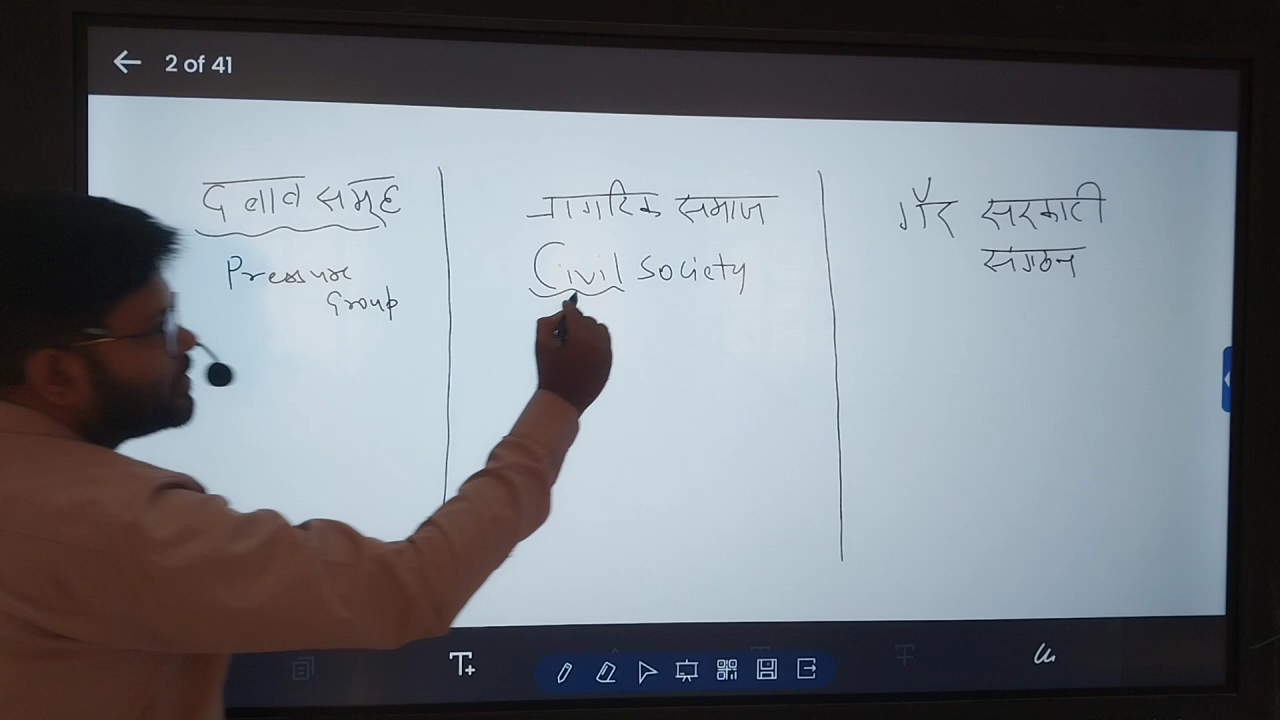 2 of 41
दबाव समूह
Pressure
Group
नागरिक समाज
Civil Society
गैर सरकारी
संगठन